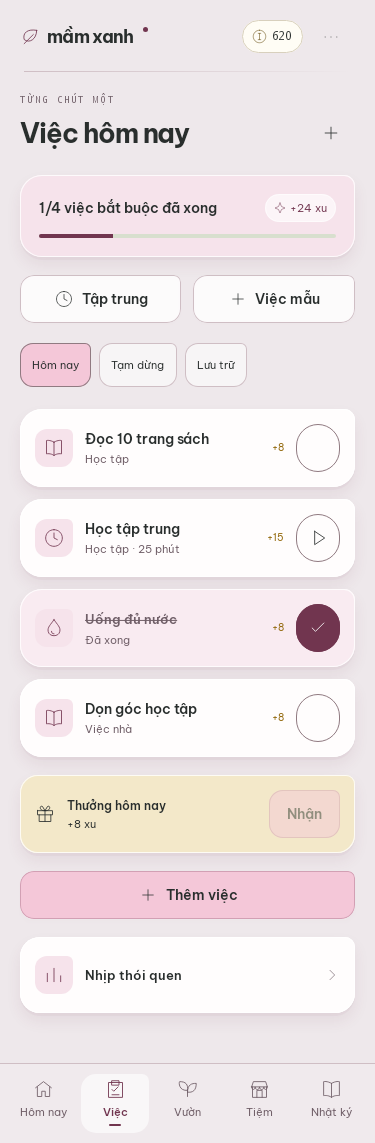 mầm xanh
620
TỪNG CHÚT MỘT
Việc hôm nay
1/4 việc bắt buộc đã xong
+24 xu
Tập trung
Việc mẫu
Hôm nay
Tạm dừng
Lưu trữ
Đọc 10 trang sách
Học tập
+8
Học tập trung
Học tập · 25 phút
+15
Uống đủ nước
Đã xong
+8
Dọn góc học tập
Việc nhà
+8
Thưởng hôm nay
+8 xu
Nhận
Thêm việc
Nhịp thói quen
Hôm nay
Việc
Vườn
Tiệm
Nhật ký